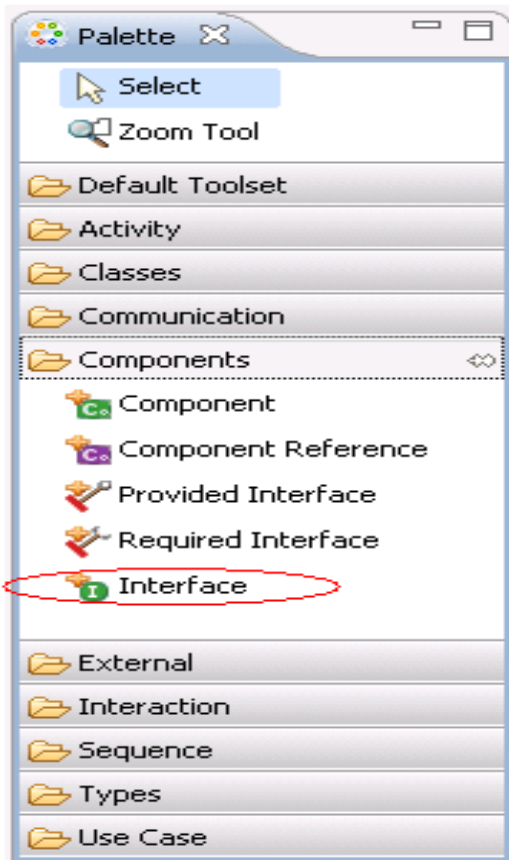 Palette
Select
Zoom Tool
Default Toolset
Activity
Classes
Communication
Components
Component
Component Reference
Provided Interface
Required Interface
Interface
External
Interaction
Sequence
Types
Use Case